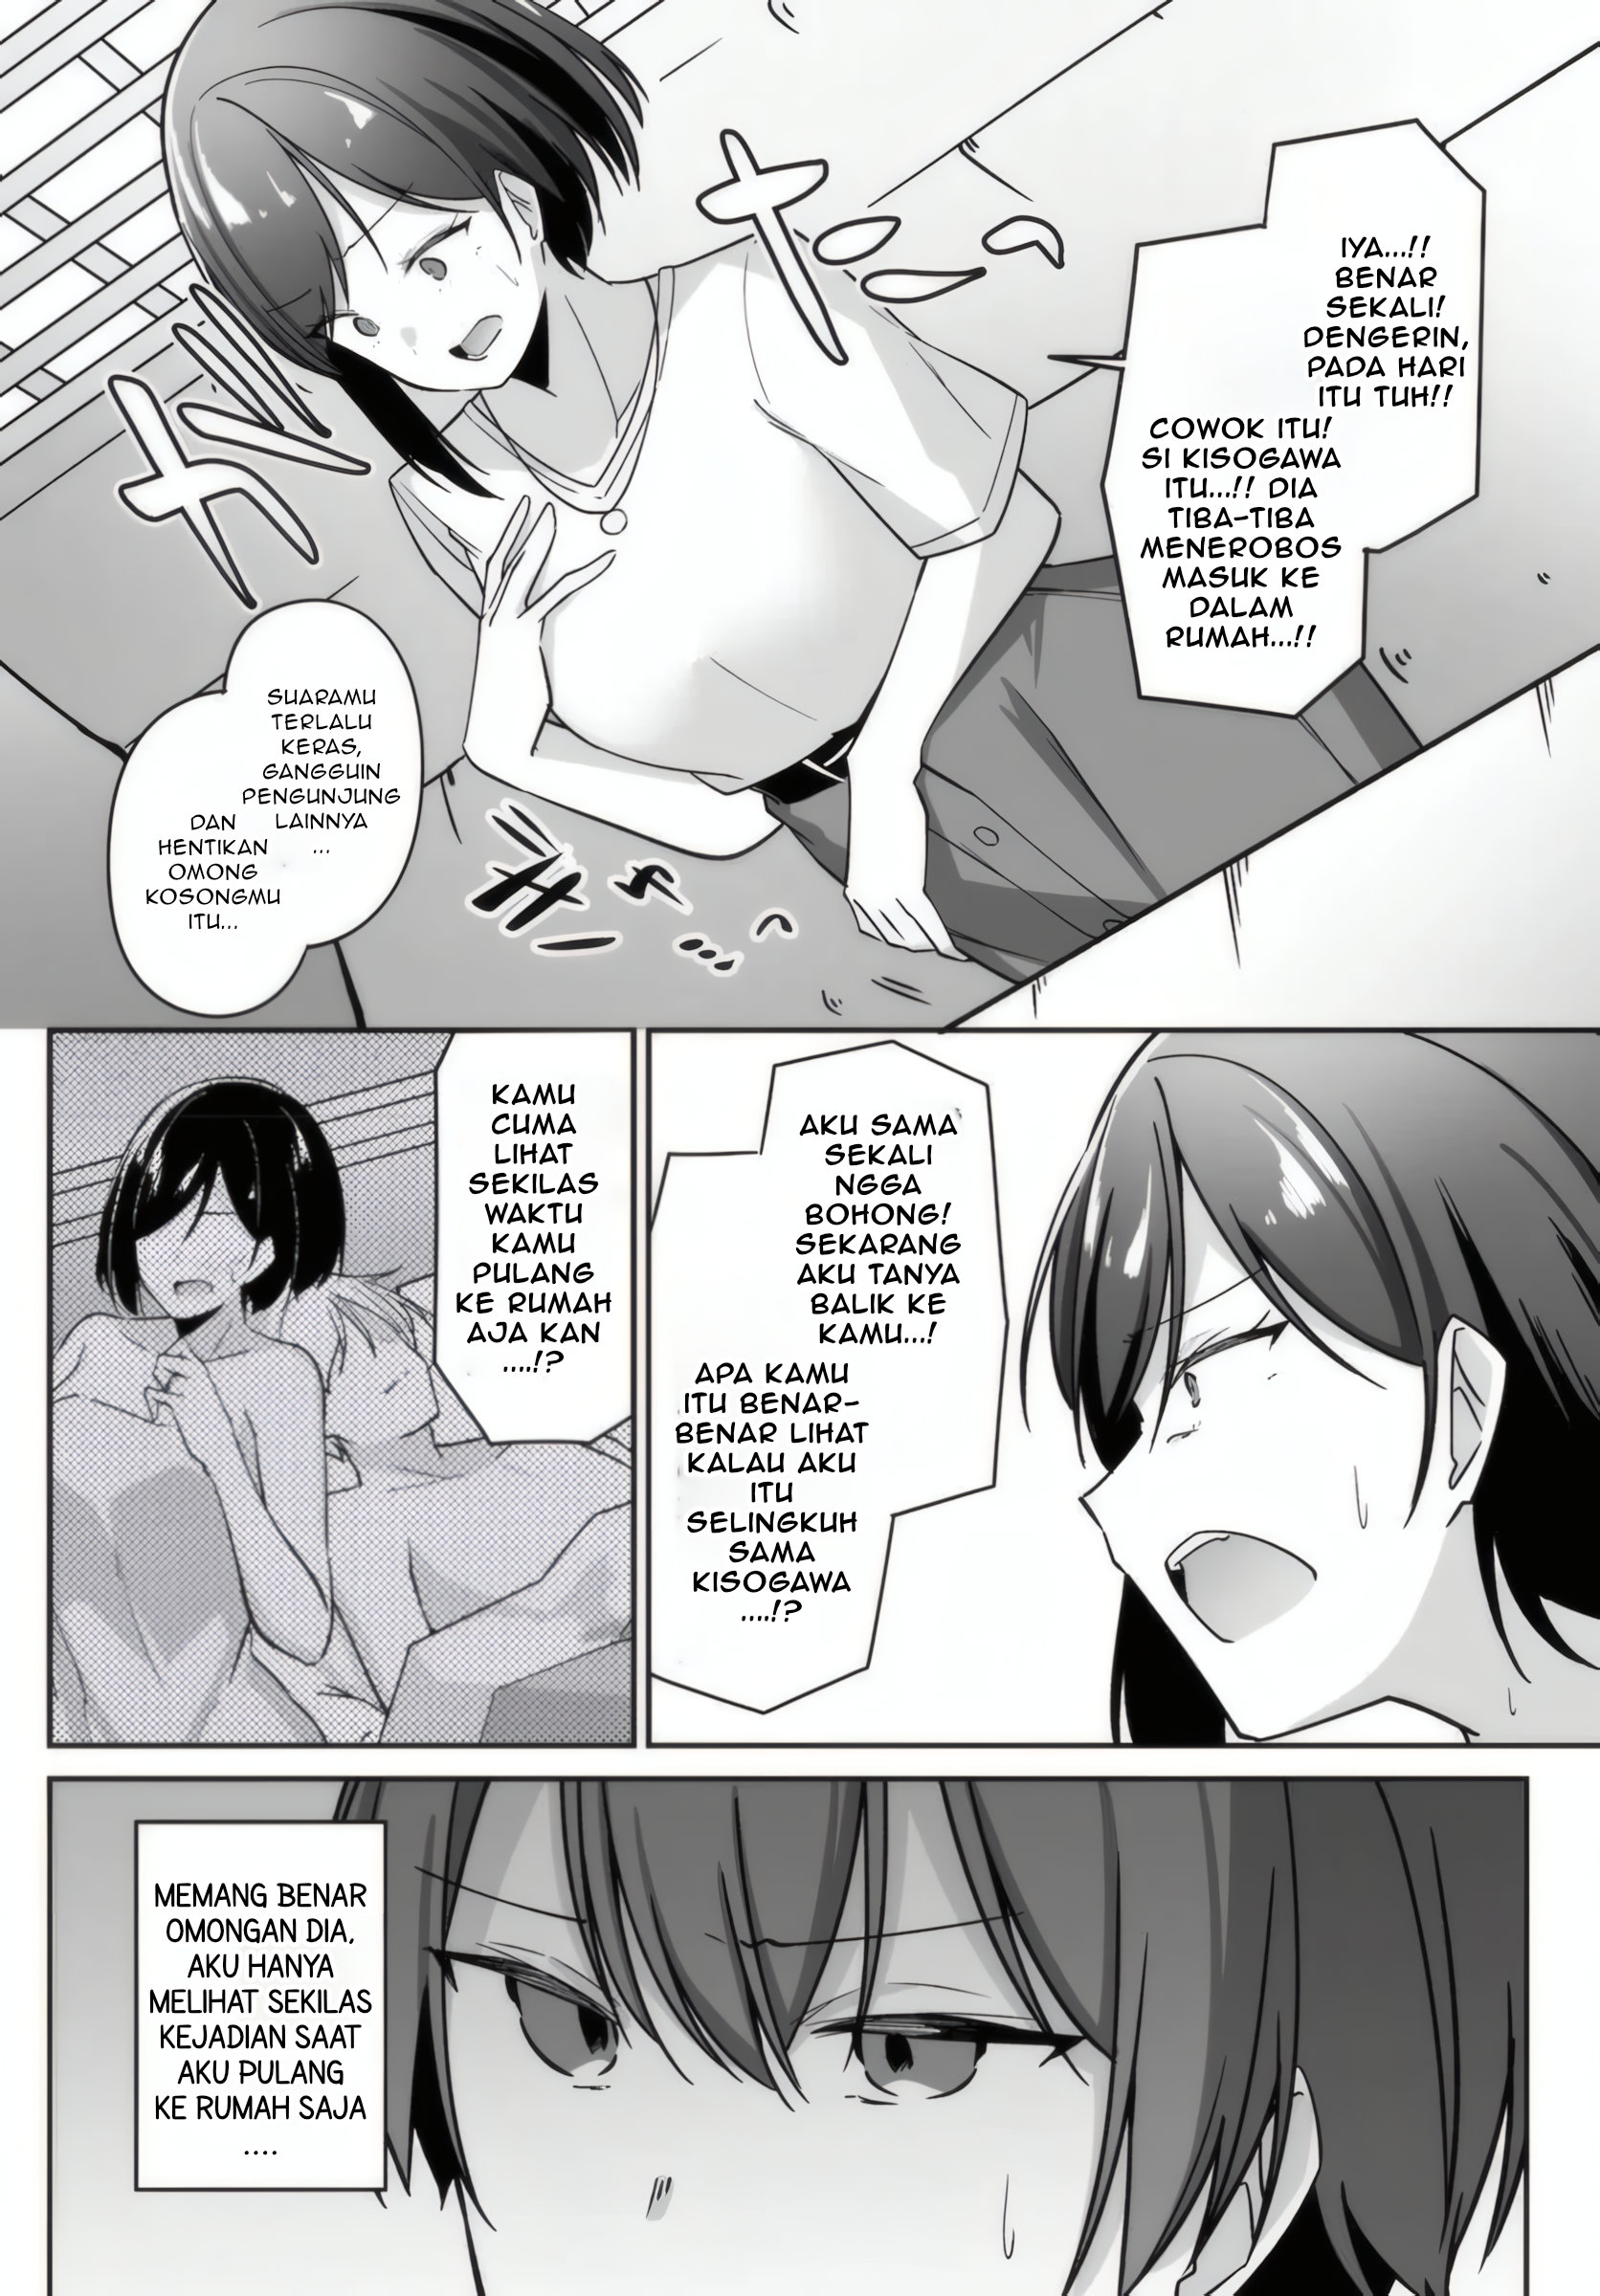 IYA...!!
BENAR
SEKALI!
DENGERIN,
PADA HARI
ITU TUH!!
COWOK ITU!
SI KISOGAWA
ITU...!! DIA
TIBA-TIBA
MENEROBOS
MASUK KE
DALAM
RUMAH...!!
SUARAMU
TERLALU
KERAS,
GANGGUIN
PENGUNJUNG
LAINNYA
...
DAN
HENTIKAN
OMONG
KOSONGMU
ITU...
AKU SAMA
SEKALI
NGGA
BOHONG!
SEKARANG
AKU TANYA
BALIK KE
KAMU...!
APA KAMU
ITU BENAR-
BENAR LIHAT
KALAU AKU
ITU
SELINGKUH
SAMA
KISOGAWA
....!?
KAMU
CUMA
LIHAT
SEKILAS
WAKTU
KAMU
PULANG
KE RUMAH
AJA KAN
....!?
MEMANG BENAR
OMONGAN DIA,
AKU HANYA
MELIHAT SEKILAS
KEJADIAN SAAT
AKU PULANG
KE RUMAH SAJA
....